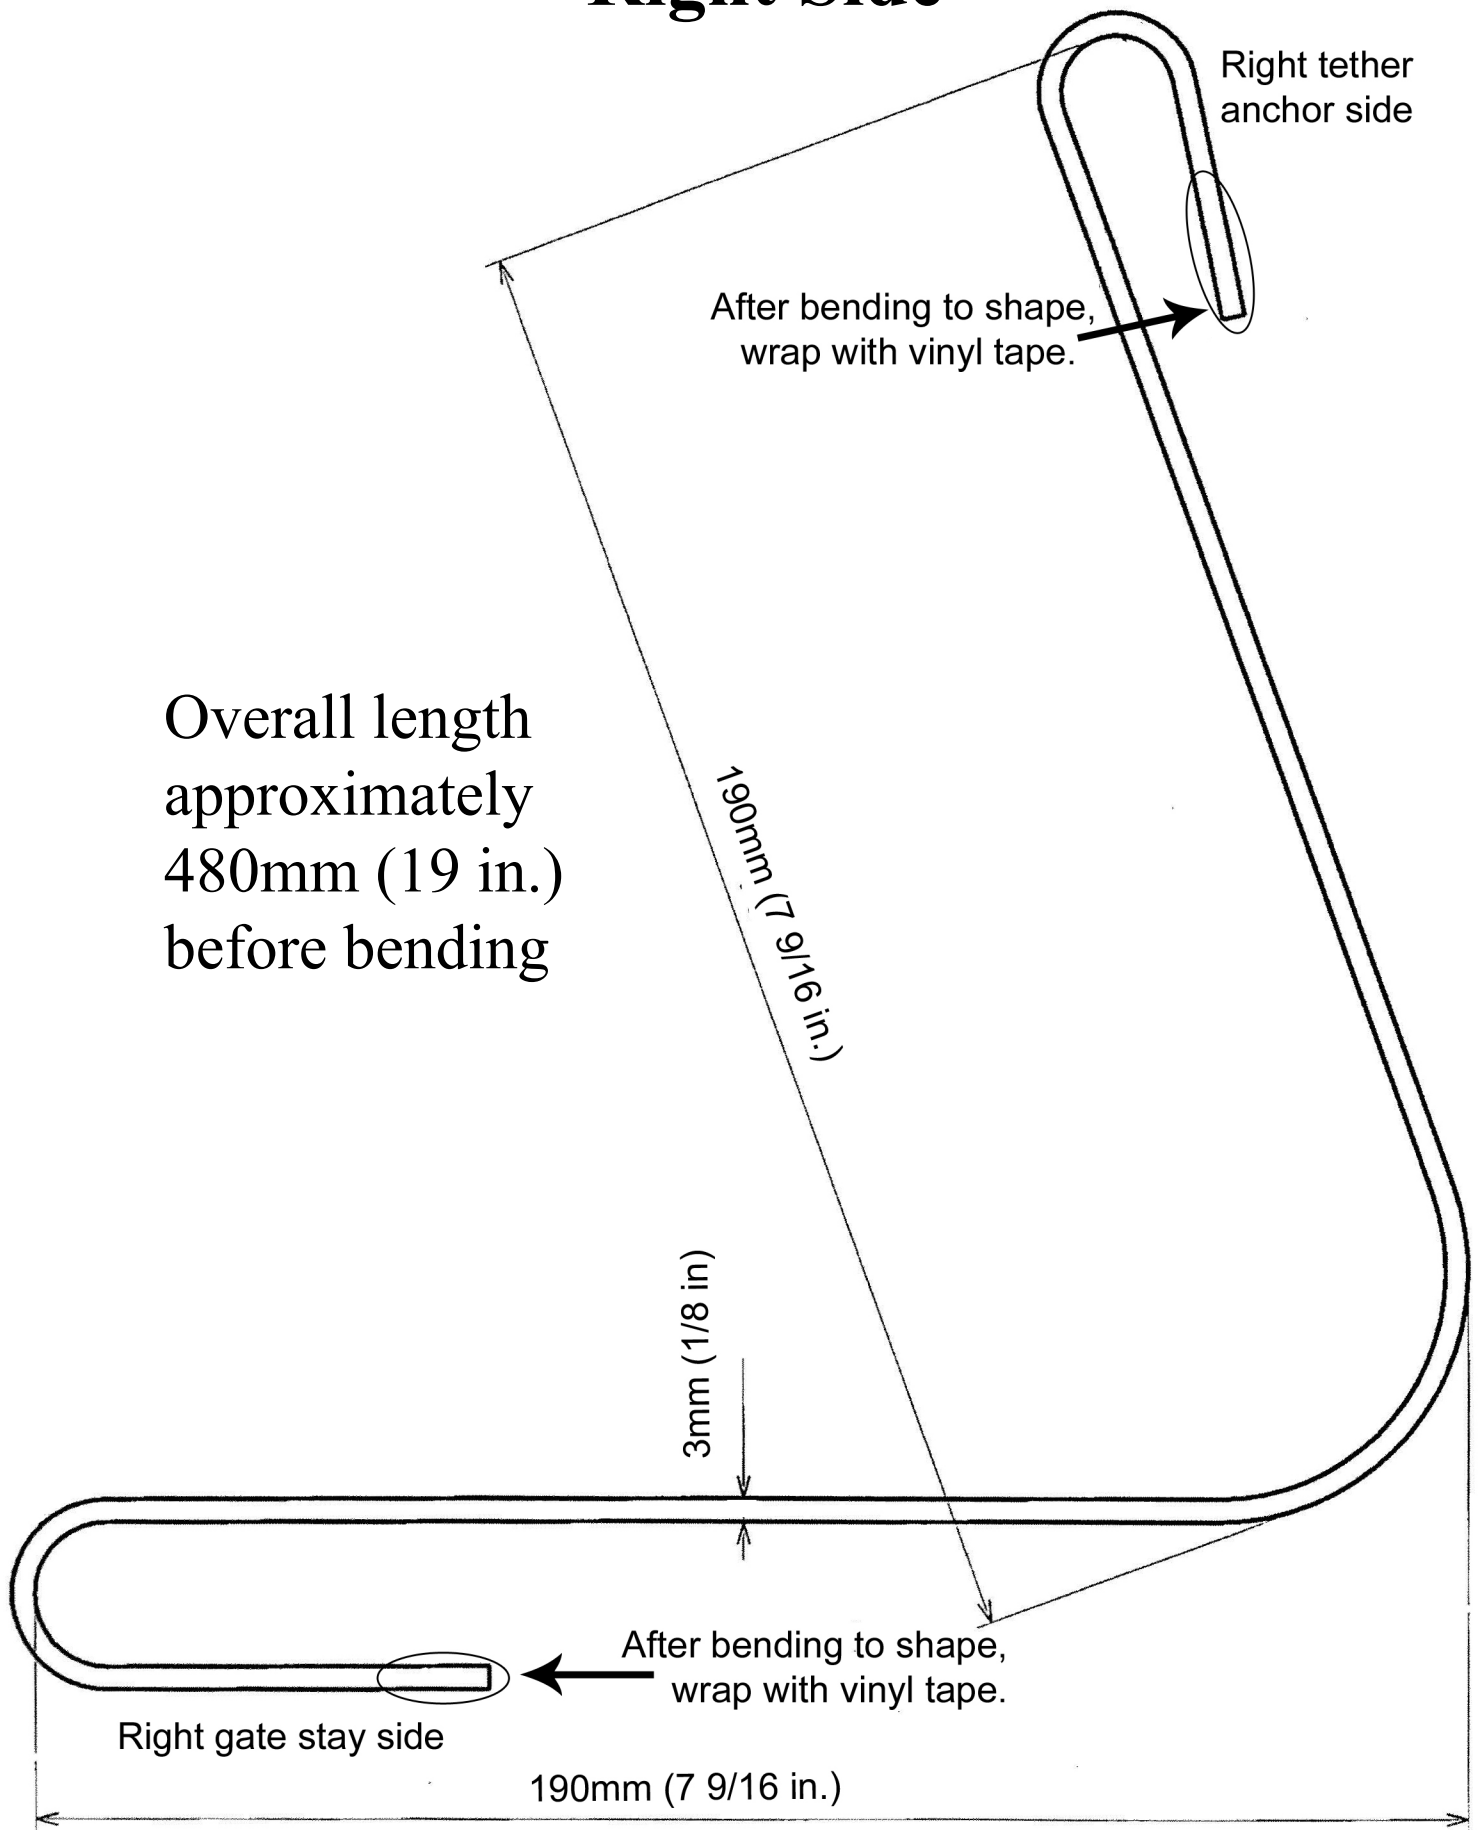 Right Side
Right tether
anchor side
After bending to shape,
wrap with vinyl tape.
Overall length
approximately
480mm (19 in.)
before bending
190mm (7 9/16 in.)
3mm (1/8 in)
After bending to shape,
wrap with vinyl tape.
Right gate stay side
190mm (7 9/16 in.)